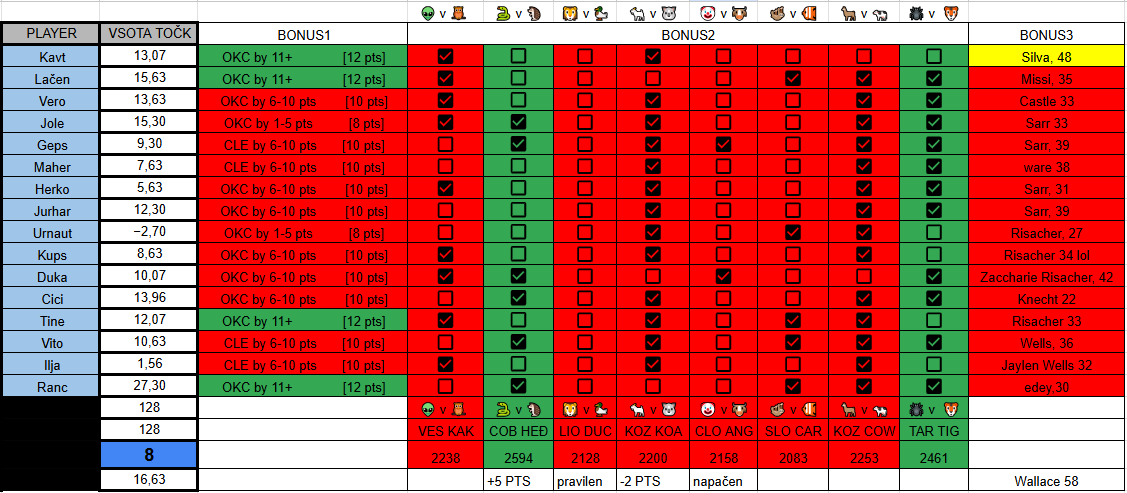 v v v v v v v v
PLAYER VSOTA TOČK BONUS1 BONUS2 BONUS3
Kavt 13,07 OKC by 11+ [12 pts] Silva, 48
Lačen 15,63 OKC by 11+ [12 pts] Missi, 35
Vero 13,63 OKC by 6-10 pts [10 pts] Castle 33
Jole 15,30 OKC by 1-5 pts [8 pts] Sarr 33
Geps 9,30 CLE by 6-10 pts [10 pts] Sarr, 39
Maher 7,63 CLE by 6-10 pts [10 pts] ware 38
Herko 5,63 OKC by 6-10 pts [10 pts] Sarr, 31
Jurhar 12,30 OKC by 6-10 pts [10 pts] Sarr, 39
Urnaut −2,70 OKC by 1-5 pts [8 pts] Risacher, 27
Kups 8,63 OKC by 6-10 pts [10 pts] Risacher 34 lol
Duka 10,07 OKC by 6-10 pts [10 pts] Zaccharie Risacher, 42
Cici 13,96 OKC by 6-10 pts [10 pts] Knecht 22
Tine 12,07 OKC by 11+ [12 pts] Risacher 33
Vito 10,63 CLE by 6-10 pts [10 pts] Wells, 36
Ilja 1,56 CLE by 6-10 pts [10 pts] Jaylen Wells 32
Ranc 27,30 OKC by 11+ [12 pts] edey,30
128 v v v v v v v v
128 VES KAK COB HEĐ LIO DUC KOZ KOA CLO ANG SLO CAR KOZ COW TAR TIG
8 2238 2594 2128 2200 2158 2083 2253 2461
16,63 +5 PTS pravilen -2 PTS napačen Wallace 58